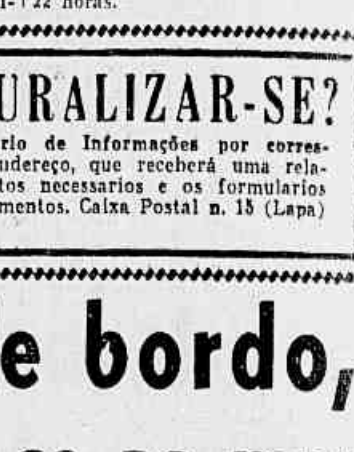 22 horas.
URALIZAR-SE?
rio de Informações por corres-
ndereço, que receberá uma rela-
tos necessarios e os formularios
mentos. Caixa Postal n. 15 (Lapa)
e bordo,